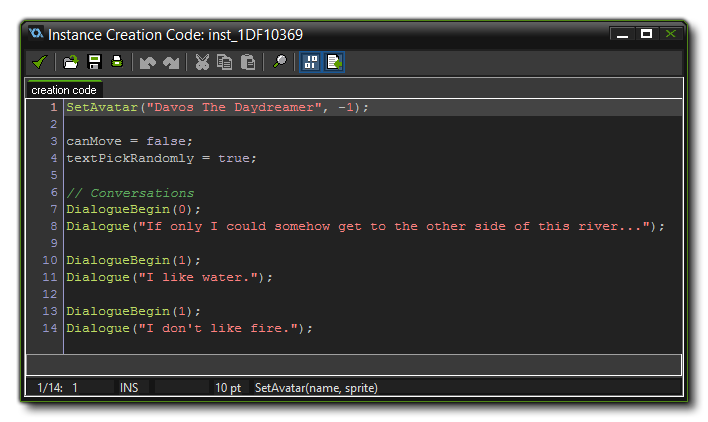 Instance Creation Code: inst_1DF10369
creation code
1 SetAvatar("Davos The Daydreamer", -1);
2
3 canMove = false;
4 textPickRandomly = true;
5
6 // Conversations
7 DialogueBegin(0);
8 Dialogue("If only I could somehow get to the other side of this river...");
9
10 DialogueBegin(1);
11 Dialogue("I like water.");
12
13 DialogueBegin(1);
14 Dialogue("I don't like fire.");
1/14: 1 INS 10 pt SetAvatar(name, sprite)